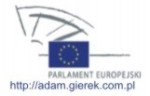 PARLAMENT EUROPEJSKI
http://adam.gierek.com.pl